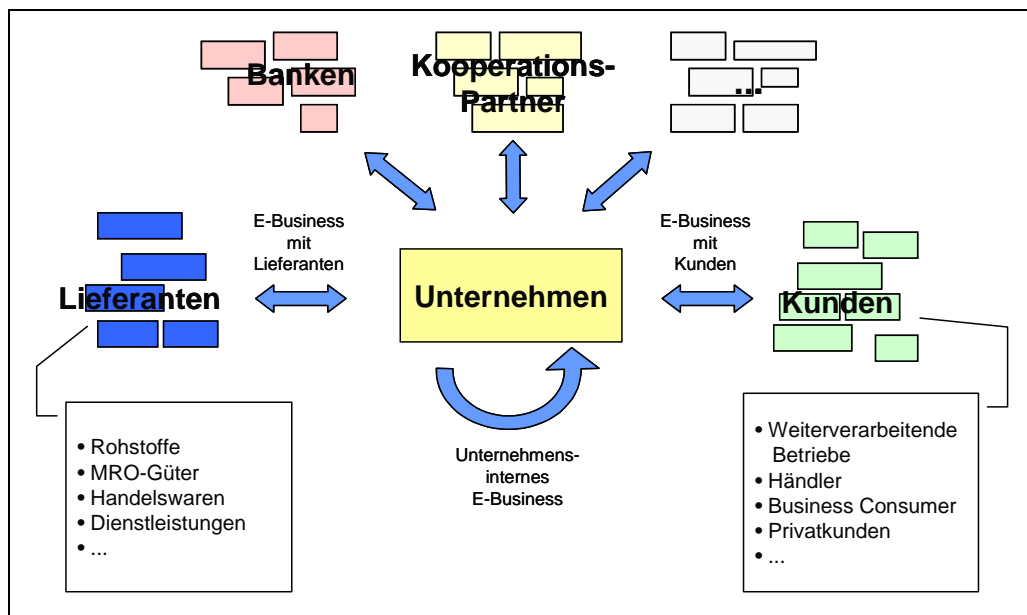 Banken
Kooperations-
Partner
...
E-Business
mit
Lieferanten
E-Business
mit
Kunden
Lieferanten
Unternehmen
Kunden
• Rohstoffe
• MRO-Güter
• Handelswaren
• Dienstleistungen
• ...
Unternehmens-
internes
E-Business
• Weiterverarbeitende
Betriebe
• Händler
• Business Consumer
• Privatkunden
• ...